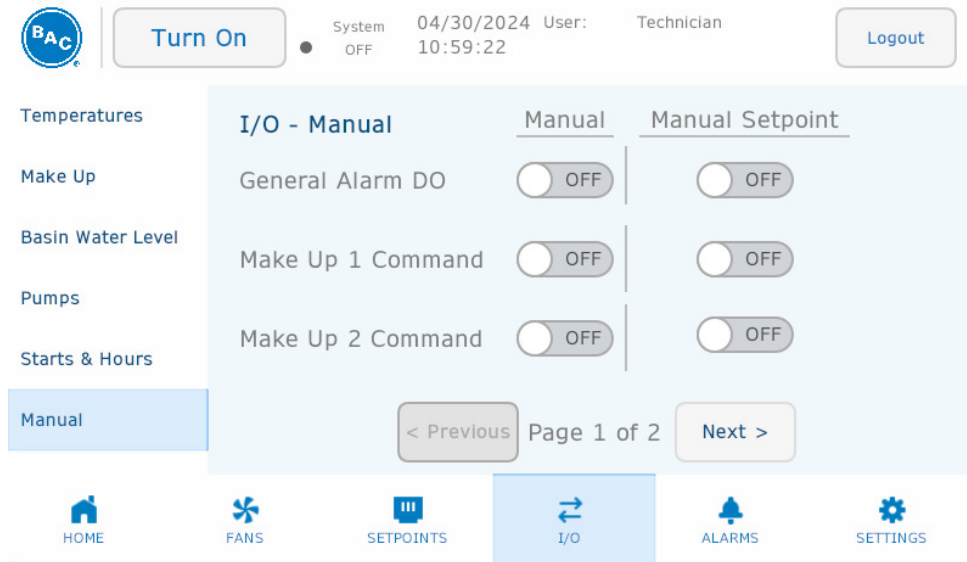 BAC ®
Turn On
System
OFF
04/30/2024
10:59:22
User:
Technician
Logout
Temperatures
Make Up
Basin Water Level
Pumps
Starts & Hours
Manual
I/O - Manual
Manual
Manual Setpoint
General Alarm DO
OFF
OFF
Make Up 1 Command
OFF
OFF
Make Up 2 Command
OFF
OFF
< Previous
Page 1 of 2
Next >
HOME
FANS
SETPOINTS
I/O
ALARMS
SETTINGS